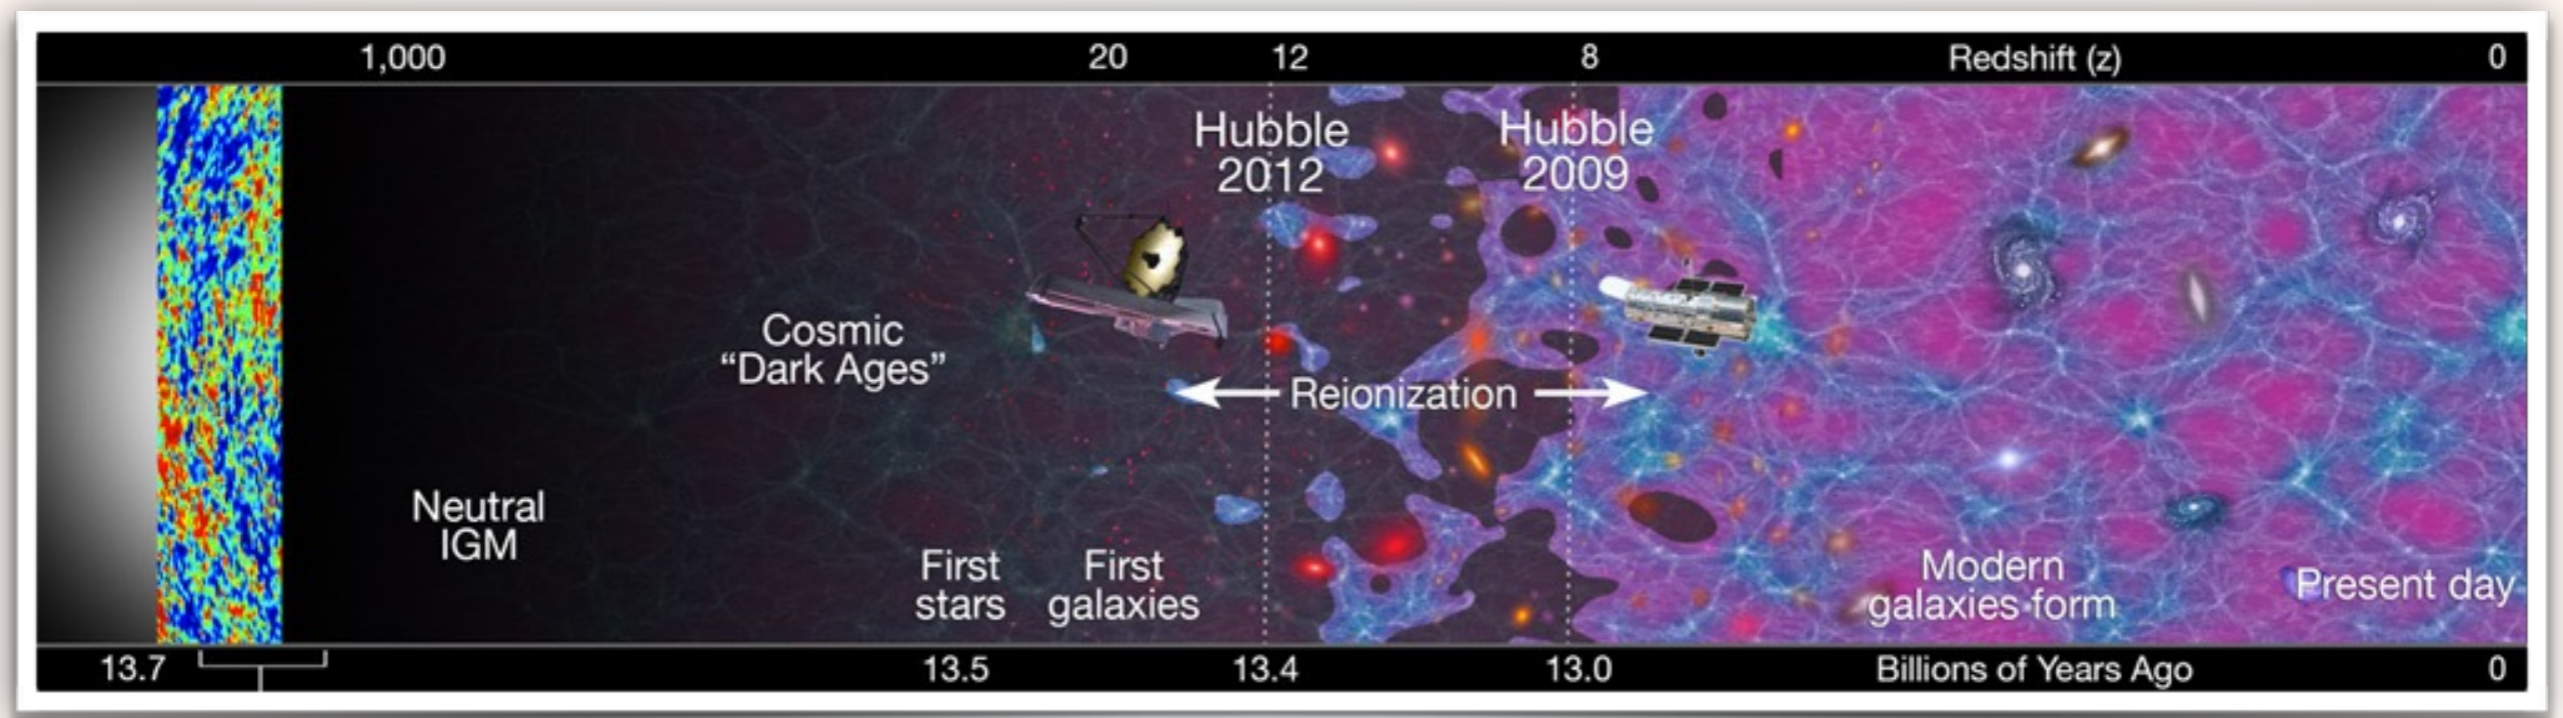 1,000 20 12 8 Redshift (z) 0
Hubble
2012
Hubble
2009
Cosmic
“Dark Ages”
Reionization
Neutral
IGM
First
stars
First
galaxies
Modern
galaxies form
Present day
13.7 13.5 13.4 13.0 Billions of Years Ago 0